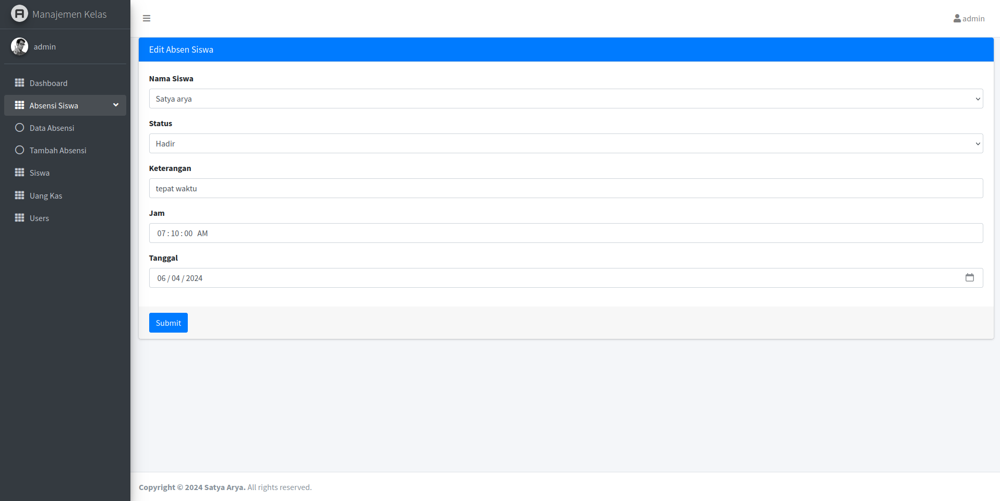 Manajemen Kelas
admin
Dashboard
Absensi Siswa
Data Absensi
Tambah Absensi
Siswa
Uang Kas
Users
admin
Edit Absen Siswa
Nama Siswa
Satya arya
Status
Hadir
Keterangan
tepat waktu
Jam
07 : 10 : 00 AM
Tanggal
06 / 04 / 2024
Submit
Copyright © 2024 Satya Arya. All rights reserved.